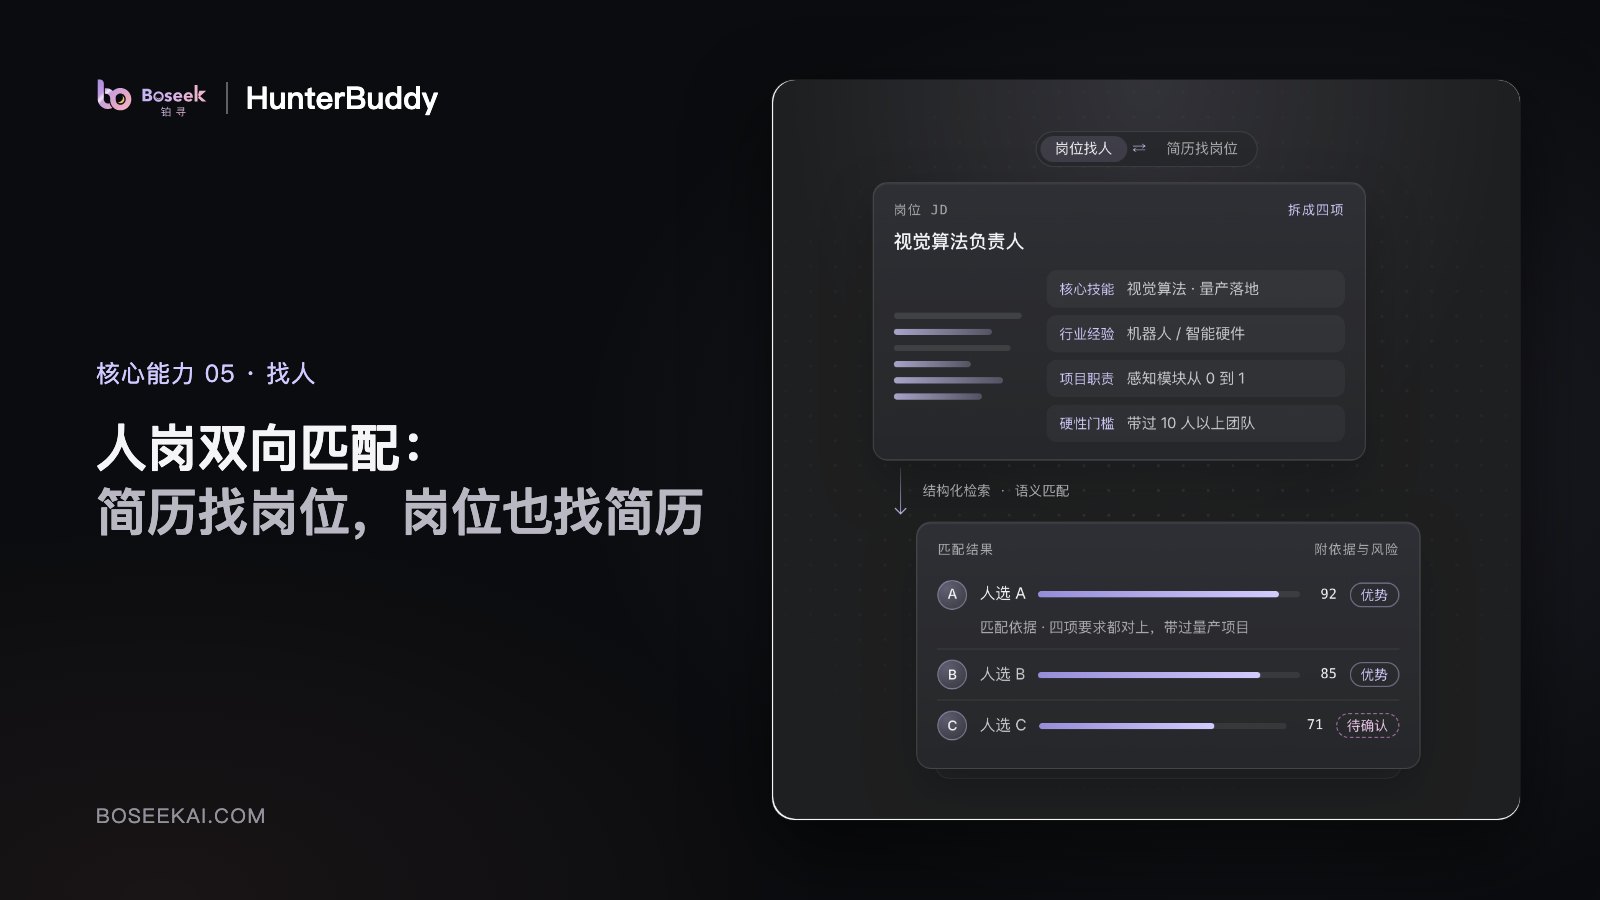 Boseek
铂寻
HunterBuddy
核心能力 05 · 找人
人岗双向匹配：
简历找岗位，岗位也找简历
BOSEEKAI.COM
岗位找人 ⇄ 简历找岗位
岗位 JD 拆成四项
视觉算法负责人
核心技能 视觉算法 · 量产落地
行业经验 机器人 / 智能硬件
项目职责 感知模块从 0 到 1
硬性门槛 带过 10 人以上团队
结构化检索 · 语义匹配
匹配结果 附依据与风险
A 人选 A 92 优势
匹配依据 · 四项要求都对上，带过量产项目
B 人选 B 85 优势
C 人选 C 71 待确认